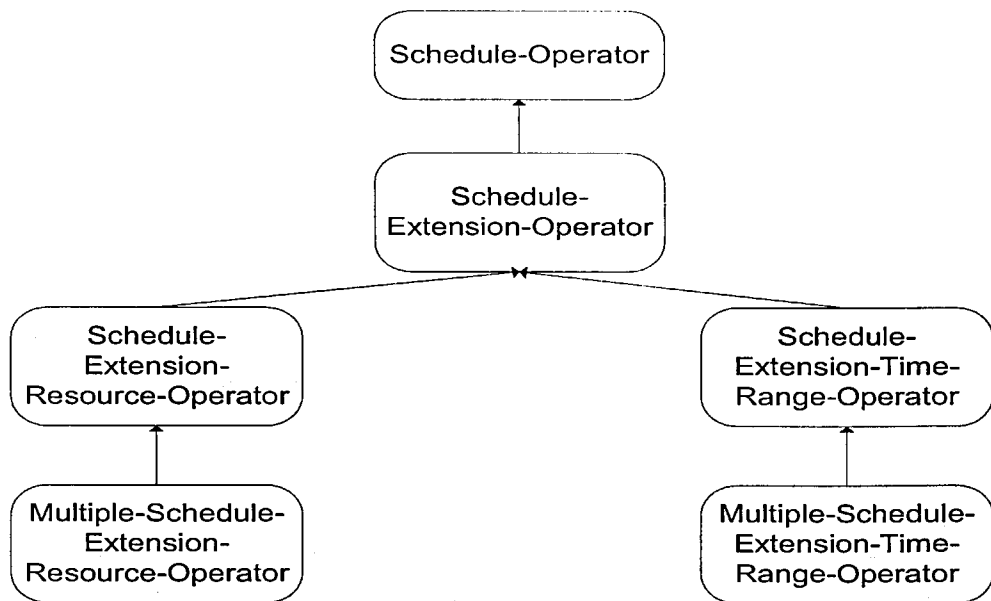 Schedule-Operator
Schedule-
Extension-Operator
Schedule-
Extension-
Resource-Operator
Schedule-
Extension-Time-
Range-Operator
Multiple-Schedule-
Extension-
Resource-Operator
Multiple-Schedule-
Extension-Time-
Range-Operator